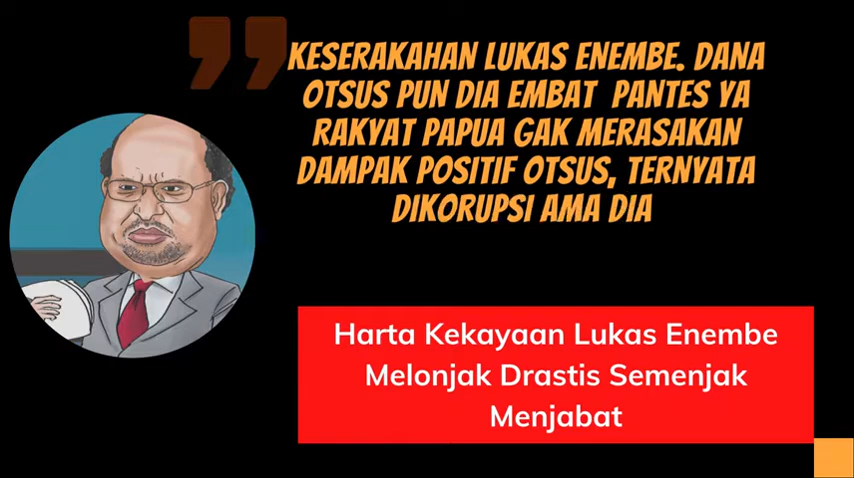 KESERAKAHAN LUKAS ENEMBE. DANA
OTSUS PUN DIA EMBAT PANTES YA
RAKYAT PAPUA GAK MERASAKAN
DAMPAK POSITIF OTSUS, TERNYATA
DIKORUPSI AMA DIA
Harta Kekayaan Lukas Enembe
Melonjak Drastis Semenjak
Menjabat